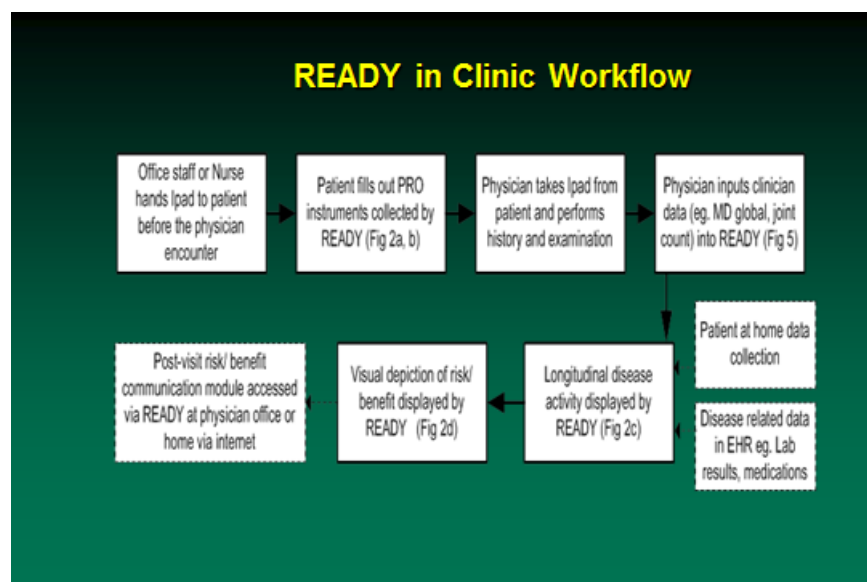 READY in Clinic Workflow
Office staff or Nurse
hands Ipad to patient
before the physician
encounter
Patient fills out PRO
instruments collected by
READY (Fig 2a, b)
Physician takes Ipad from
patient and performs
history and examination
Physician inputs clinician
data (eg. MD global, joint
count) into READY (Fig 5)
Patient at home data
collection
Post-visit risk/ benefit
communication module accessed
via READY at physician office or
home via internet
Visual depiction of risk/
benefit displayed by
READY (Fig 2d)
Longitudinal disease
activity displayed by
READY (Fig 2c)
Disease related data
in EHR eg. Lab
results, medications